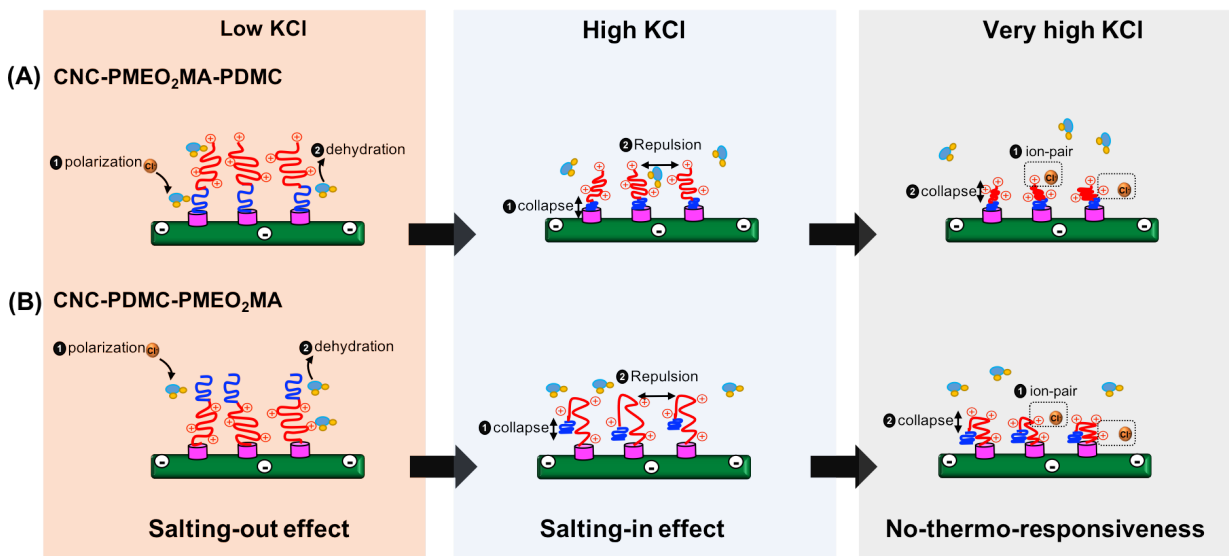 Low KCl
High KCl
Very high KCl
(A) CNC-PMEO₂MA-PDMC
1 polarization Cl⁻
2 dehydration
2 Repulsion
1 collapse
1 ion-pair
Cl⁻
2 collapse
Cl⁻
(B) CNC-PDMC-PMEO₂MA
1 polarization Cl⁻
2 dehydration
2 Repulsion
1 collapse
1 ion-pair
Cl⁻
2 collapse
Cl⁻
Salting-out effect
Salting-in effect
No-thermo-responsiveness